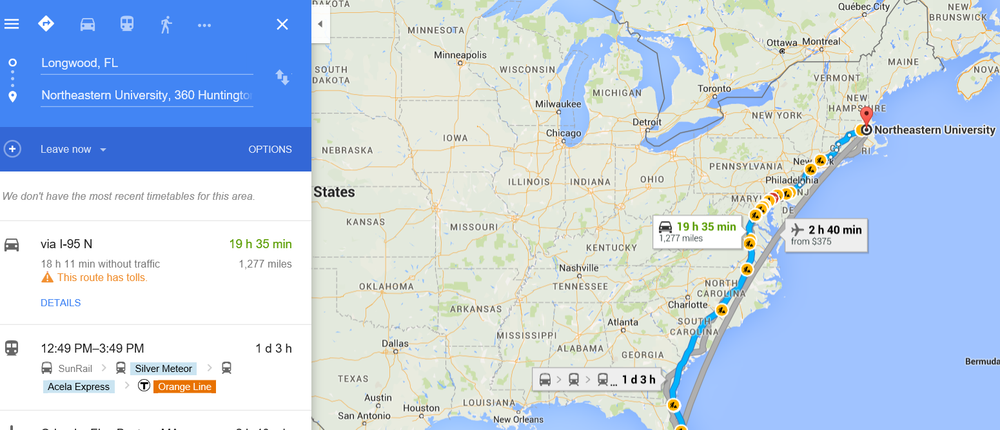 Longwood, FL
Northeastern University, 360 Huntington
Leave now
OPTIONS
We don't have the most recent timetables for this area.
via I-95 N
19 h 35 min
18 h 11 min without traffic
1,277 miles
This route has tolls.
DETAILS
12:49 PM–3:49 PM
1 d 3 h
SunRail
Silver Meteor
Acela Express
T
Orange Line
DAKOTA
MINNESOTA
Minneapolis
SOUTH
DAKOTA
WISCONSIN
Milwaukee
MICHIGAN
Detroit
Chicago
Toronto
Ottawa
Montreal
Québec City
NEW
BRUNSWICK
MAINE
NOVA
VERMONT
NEW
HAMPSHIRE
NEW YORK
Northeastern University
RI
IOWA
NEBRASKA
PENNSYLVANIA
New York
Philadelphia
NJ
ILLINOIS
INDIANA
OHIO
States
MARYL
DE
KANSAS
MISSOURI
19 h 35 min
1,277 miles
2 h 40 min
from $375
KENTUCKY
Nashville
TENNESSEE
OKLAHOMA
NORTH
CAROLINA
Charlotte
ARKANSAS
Atlanta
SOUTH
CAROLINA
MISSISSIPPI
Dallas
ALABAMA
GEORGIA
Bermuda
TEXAS
... 1 d 3 h
Austin
LOUISIANA
Houston
San Antonio
New Orleans